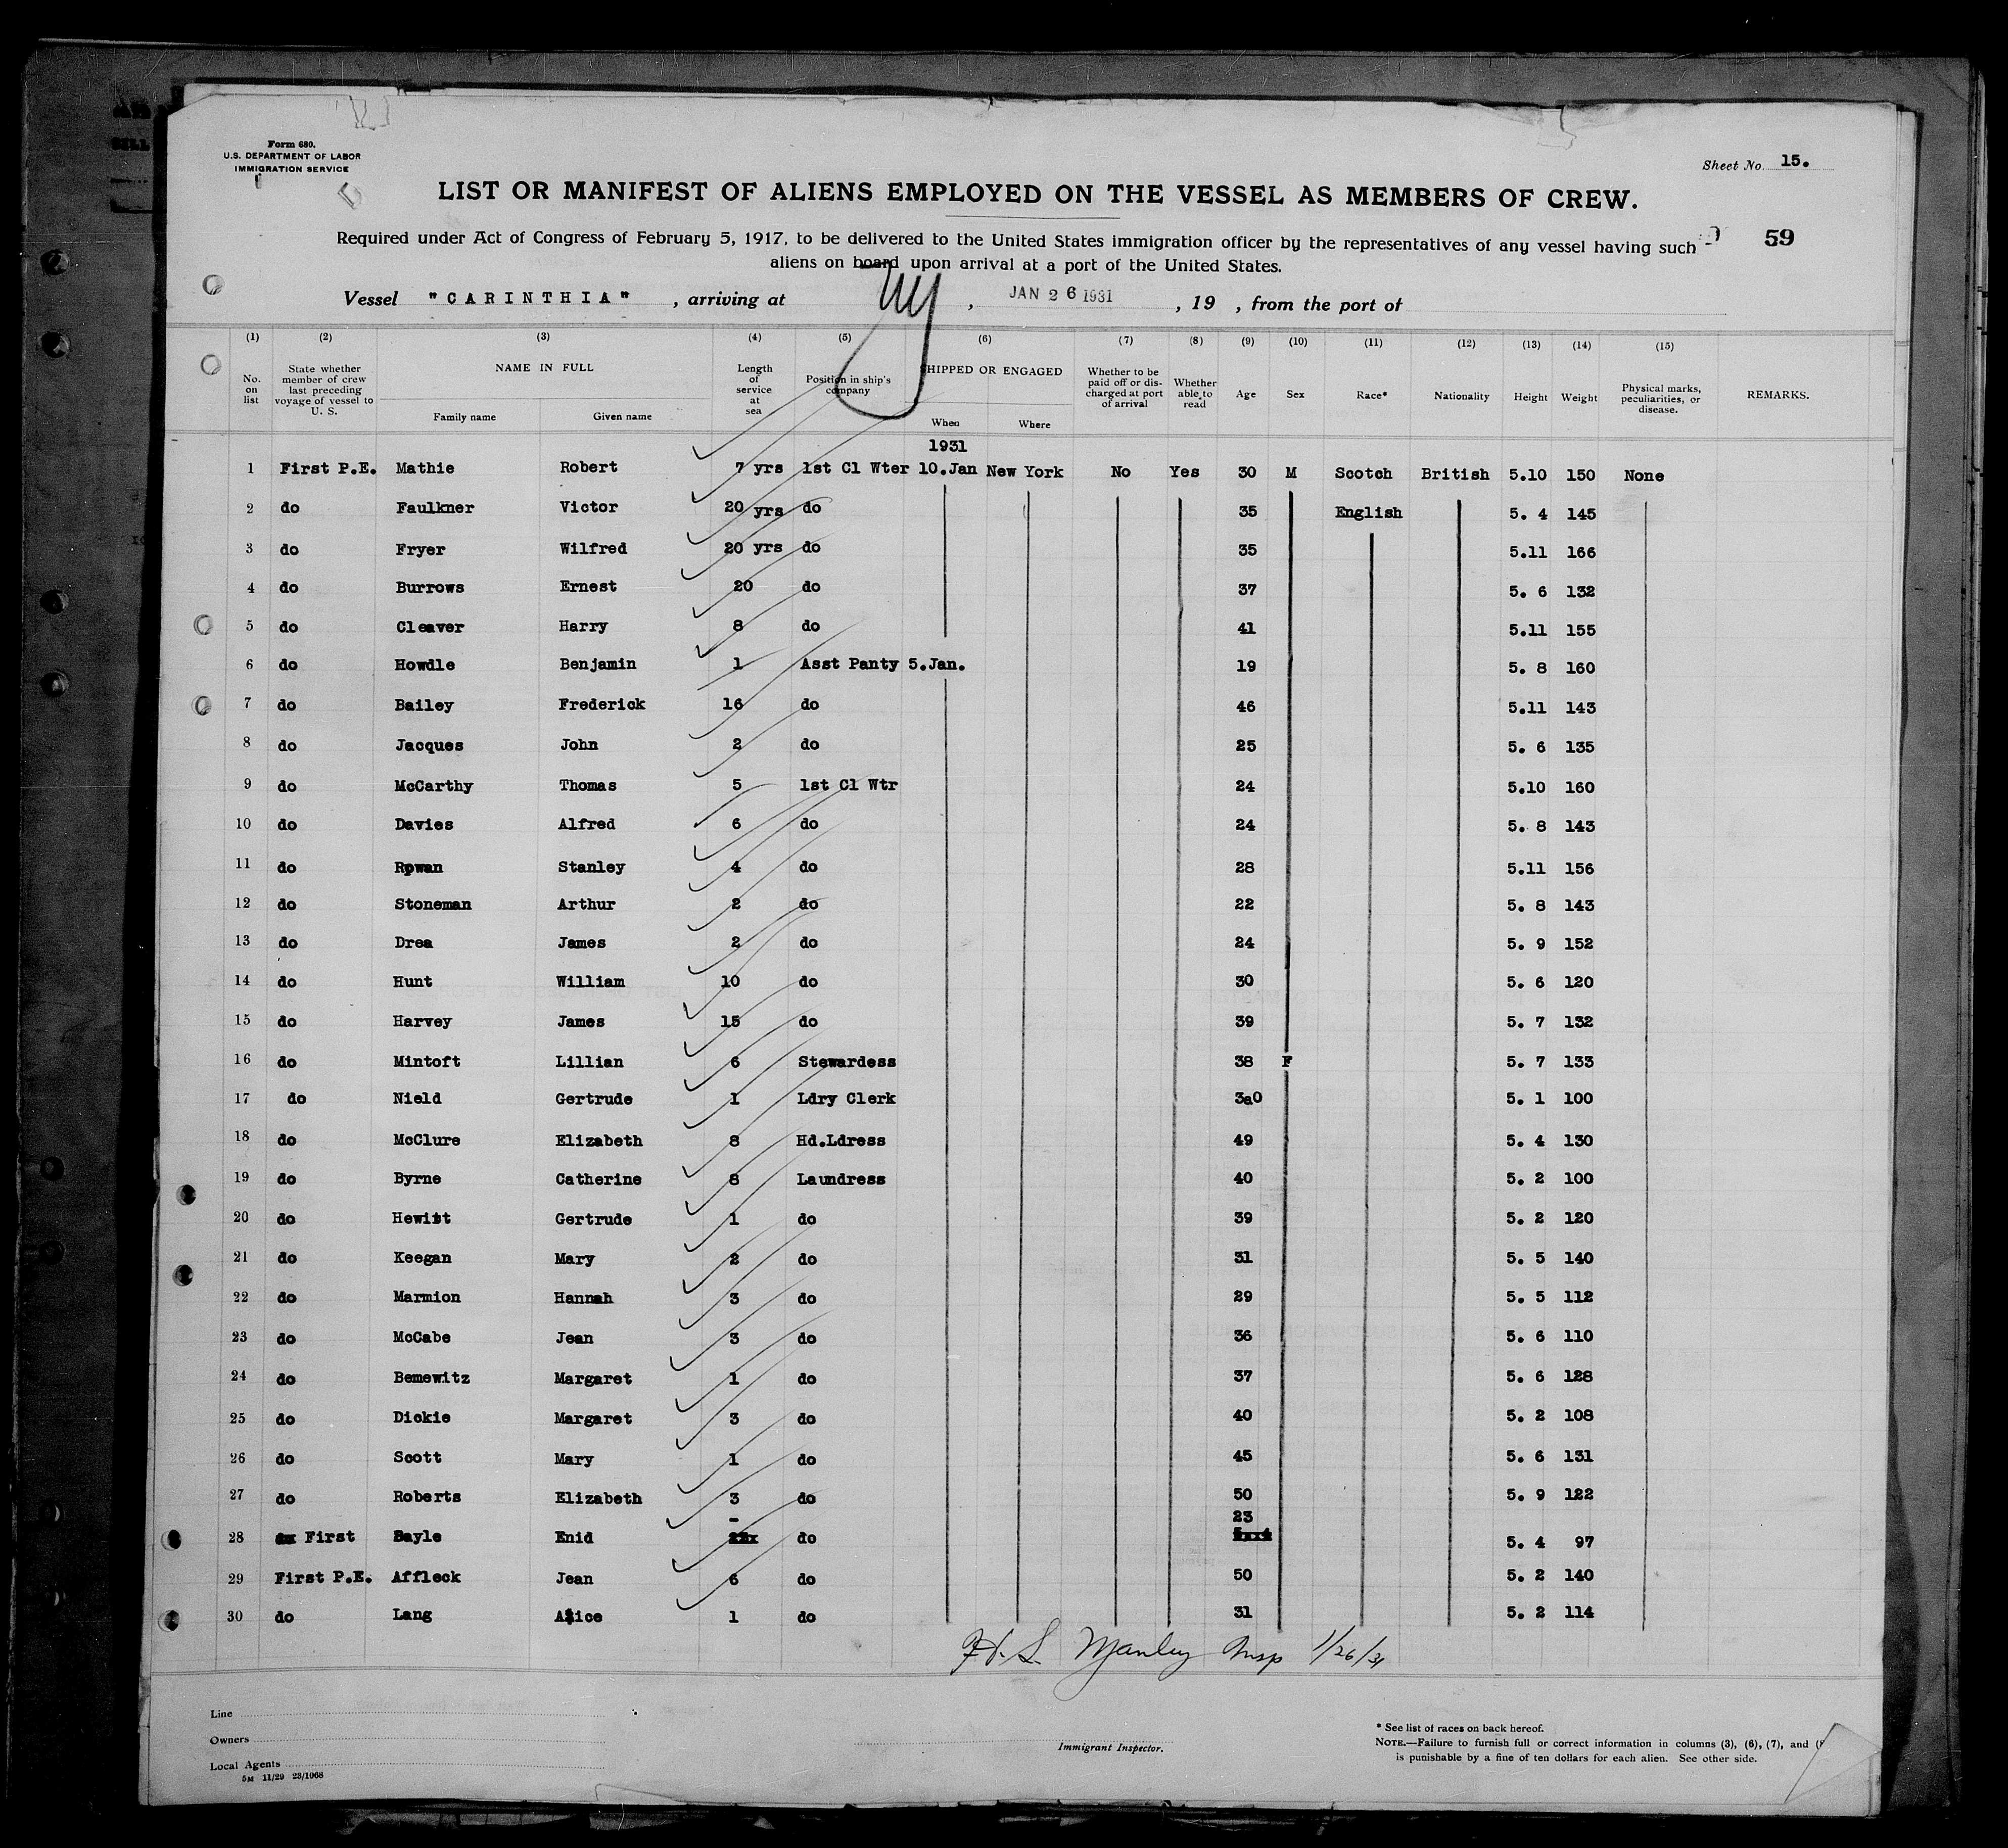 Form 680.
U.S. DEPARTMENT OF LABOR
IMMIGRATION SERVICE
Sheet No. 15.
LIST OR MANIFEST OF ALIENS EMPLOYED ON THE VESSEL AS MEMBERS OF CREW.
Required under Act of Congress of February 5, 1917, to be delivered to the United States immigration officer by the representatives of any vessel having such
aliens on board upon arrival at a port of the United States.
59
Vessel "CARINTHIA", arriving at NY, JAN 26 1931, 19 , from the port of
(1) (2) (3) (4) (5) (6) (7) (8) (9) (10) (11) (12) (13) (14) (15)
No. on list State whether member of crew last preceding voyage of vessel to U. S. NAME IN FULL Family name Given name Length of service at sea Position in ship's company SHIPPED OR ENGAGED When Where Whether to be paid off or discharged at port of arrival Whether able to read Age Sex Race* Nationality Height Weight Physical marks, peculiarities, or disease. REMARKS.
1931
1 First P.E. Mathie Robert 7 yrs 1st Cl Wter 10.Jan New York No Yes 30 M Scotch British 5.10 150 None
2 do Faulkner Victor 20 yrs do 35 English 5. 4 145
3 do Fryer Wilfred 20 yrs do 35 5.11 166
4 do Burrows Ernest 20 do 37 5. 6 132
5 do Cleaver Harry 8 do 41 5.11 155
6 do Howdle Benjamin 1 Asst Panty 5.Jan. 19 5. 8 160
7 do Bailey Frederick 16 do 46 5.11 143
8 do Jacques John 2 do 25 5. 6 135
9 do McCarthy Thomas 5 1st Cl Wtr 24 5.10 160
10 do Davies Alfred 6 do 24 5. 8 143
11 do Rowan Stanley 4 do 28 5.11 156
12 do Stoneman Arthur 2 do 22 5. 8 143
13 do Drea James 2 do 24 5. 9 152
14 do Hunt William 10 do 30 5. 6 120
15 do Harvey James 15 do 39 5. 7 132
16 do Mintoft Lillian 6 Stewardess 38 F 5. 7 133
17 do Nield Gertrude 1 Ldry Clerk 3a0 5. 1 100
18 do McClure Elizabeth 8 Hd.Ldress 49 5. 4 130
19 do Byrne Catherine 8 Laundress 40 5. 2 100
20 do Hewitt Gertrude 1 do 39 5. 2 120
21 do Keegan Mary 2 do 31 5. 5 140
22 do Marmion Hannah 3 do 29 5. 5 112
23 do McCabe Jean 3 do 36 5. 6 110
24 do Bemewitz Margaret 1 do 37 5. 6 128
25 do Dickie Margaret 3 do 40 5. 2 108
26 do Scott Mary 1 do 45 5. 6 131
27 do Roberts Elizabeth 3 do 50 5. 9 122
28 First Sayle Enid - do 23 5. 4 97
29 First P.E. Affleck Jean 6 do 50 5. 2 140
30 do Lang Alice 1 do 31 5. 2 114
H. S. Manley Insp 1/26/31
Line
Owners
Local Agents
5M 11/29 23/1068
Immigrant Inspector.
* See list of races on back hereof.
NOTE.—Failure to furnish full or correct information in columns (3), (6), (7), and
is punishable by a fine of ten dollars for each alien. See other side.